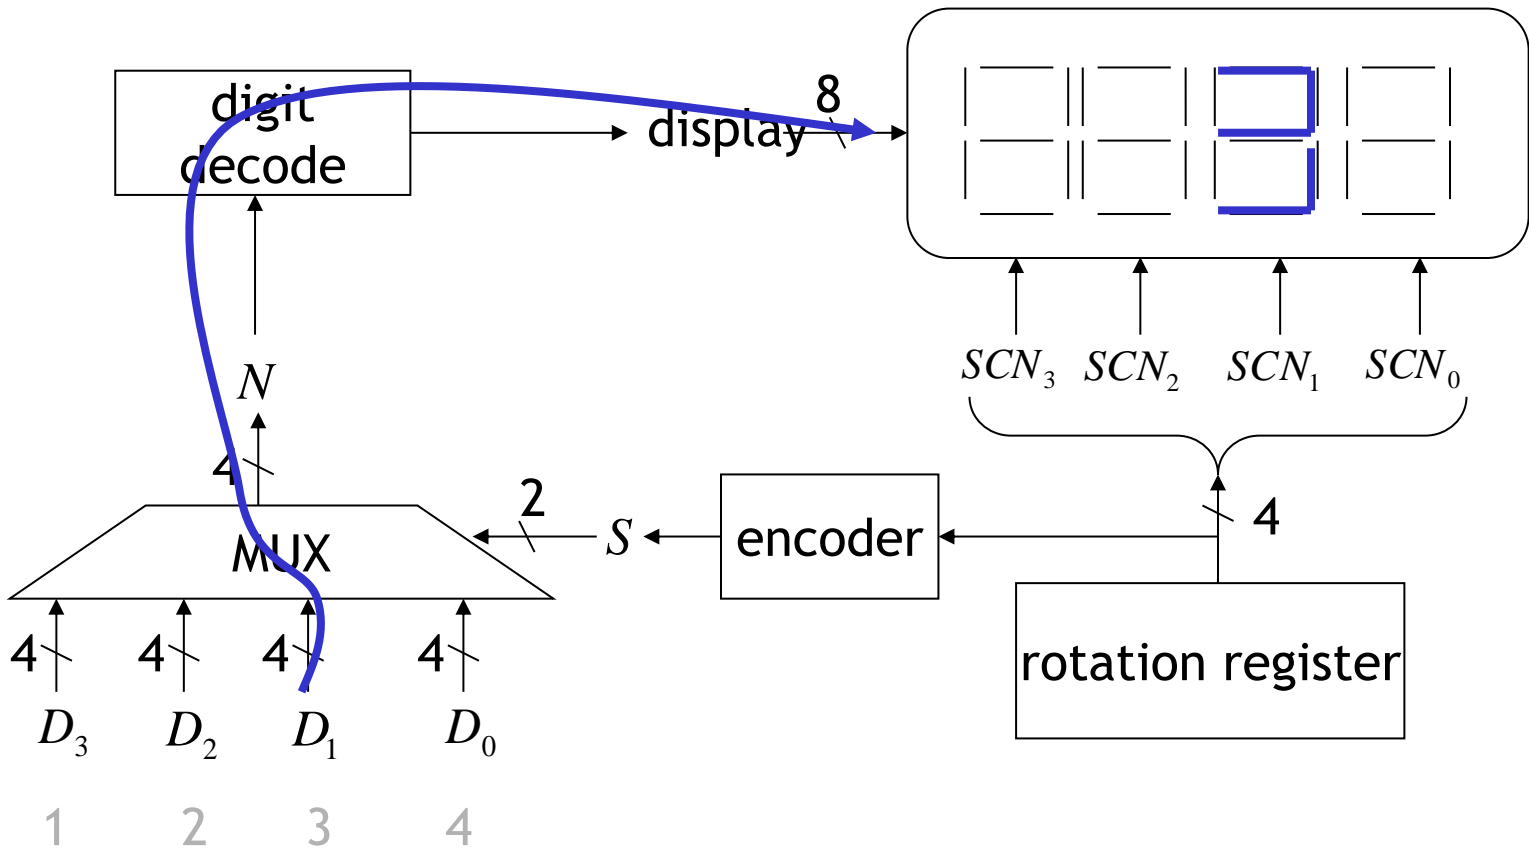 digit
decode
display
8
SCN₃ SCN₂ SCN₁ SCN₀
N
4
2
MUX
S
encoder
4
rotation register
4 4 4 4
D₃ D₂ D₁ D₀
1 2 3 4